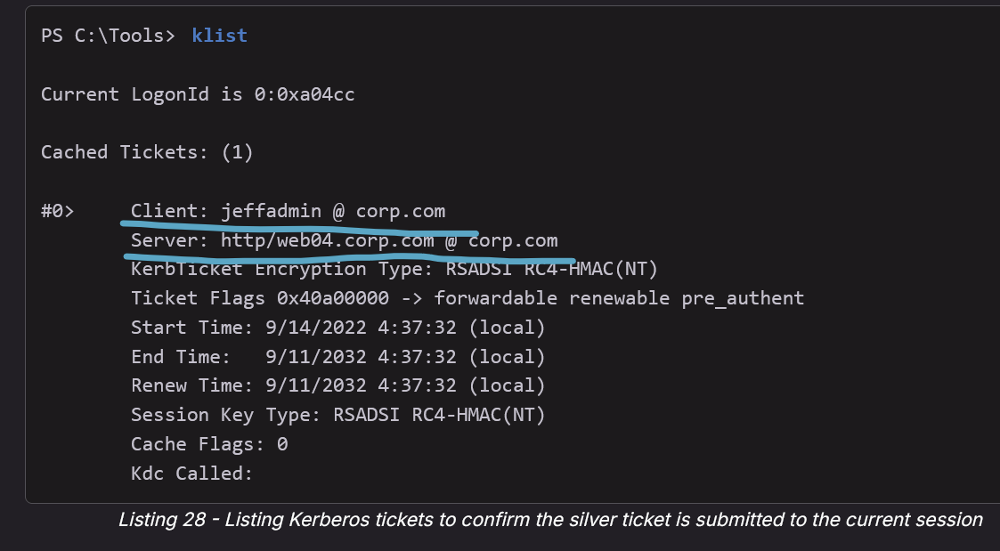 PS C:\Tools> klist
Current LogonId is 0:0xa04cc
Cached Tickets: (1)
#0> Client: jeffadmin @ corp.com
Server: http/web04.corp.com @ corp.com
KerbTicket Encryption Type: RSADSI RC4-HMAC(NT)
Ticket Flags 0x40a00000 -> forwardable renewable pre_authent
Start Time: 9/14/2022 4:37:32 (local)
End Time:   9/11/2032 4:37:32 (local)
Renew Time: 9/11/2032 4:37:32 (local)
Session Key Type: RSADSI RC4-HMAC(NT)
Cache Flags: 0
Kdc Called:
Listing 28 - Listing Kerberos tickets to confirm the silver ticket is submitted to the current session